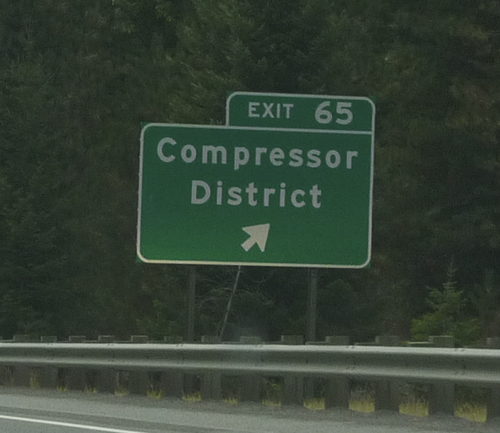 EXIT 65
Compressor
District